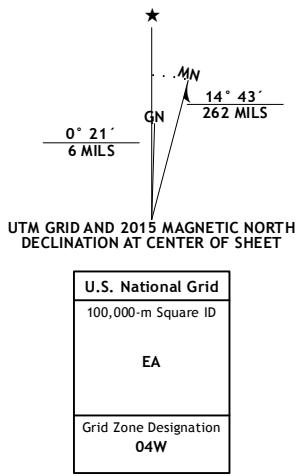 ★
MN
GN
14° 43´
262 MILS
0° 21´
6 MILS
UTM GRID AND 2015 MAGNETIC NORTH
DECLINATION AT CENTER OF SHEET
U.S. National Grid
100,000-m Square ID
EA
Grid Zone Designation
04W